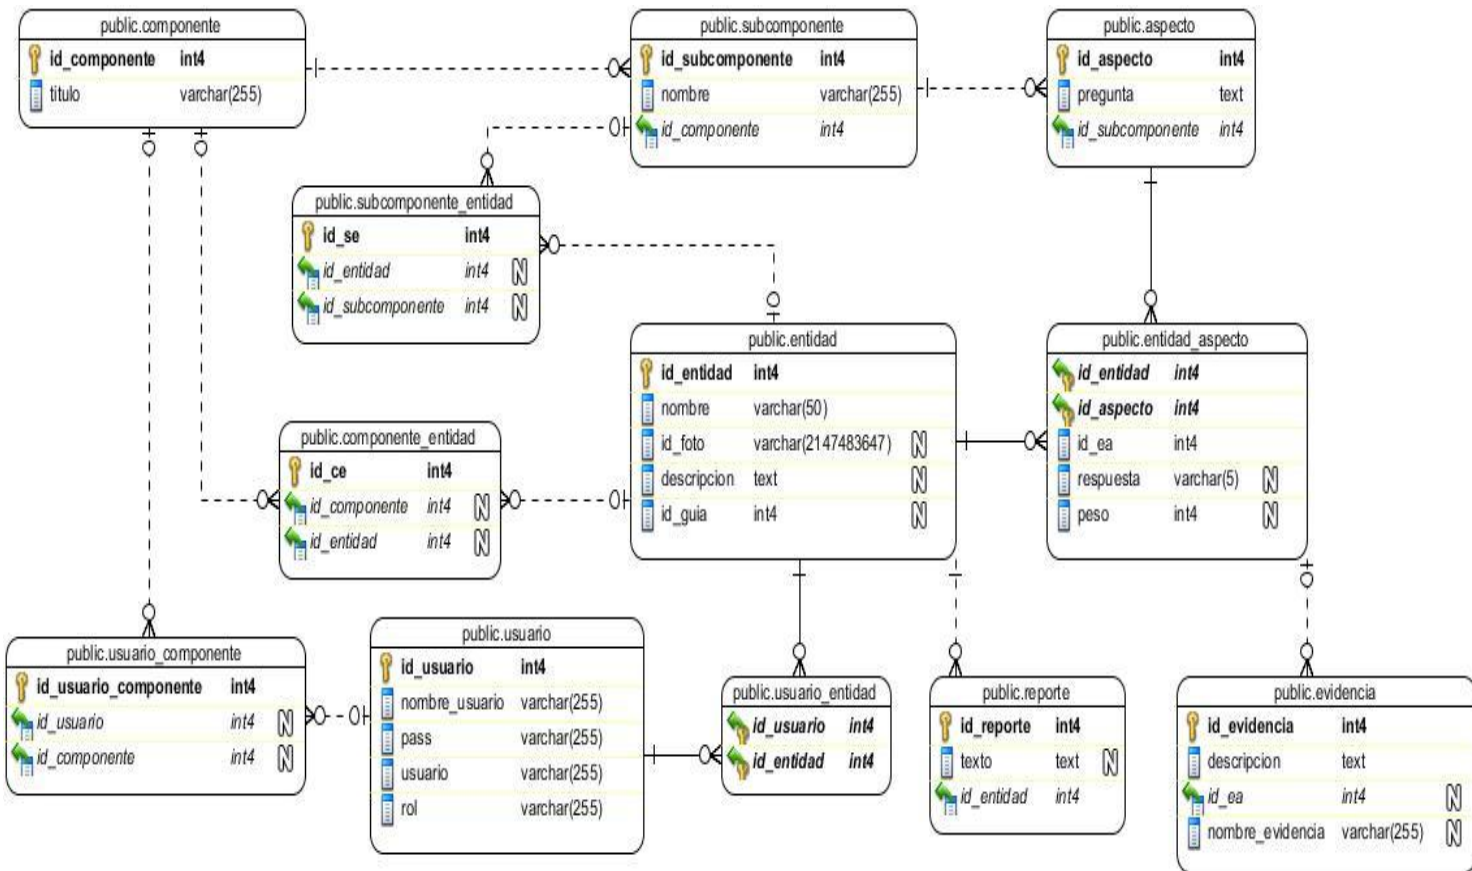 public.componente
id_componente int4
titulo varchar(255)
public.subcomponente
id_subcomponente int4
nombre varchar(255)
id_componente int4
public.aspecto
id_aspecto int4
pregunta text
id_subcomponente int4
public.subcomponente_entidad
id_se int4
id_entidad int4 N
id_subcomponente int4 N
public.entidad
id_entidad int4
nombre varchar(50)
id_foto varchar(2147483647) N
descripcion text N
id_guia int4 N
public.entidad_aspecto
id_entidad int4
id_aspecto int4
id_ea int4
respuesta varchar(5) N
peso int4 N
public.componente_entidad
id_ce int4
id_componente int4 N
id_entidad int4 N
public.usuario_componente
id_usuario_componente int4
id_usuario int4 N
id_componente int4 N
public.usuario
id_usuario int4
nombre_usuario varchar(255)
pass varchar(255)
usuario varchar(255)
rol varchar(255)
public.usuario_entidad
id_usuario int4
id_entidad int4
public.reporte
id_reporte int4
texto text N
id_entidad int4
public.evidencia
id_evidencia int4
descripcion text
id_ea int4 N
nombre_evidencia varchar(255) N